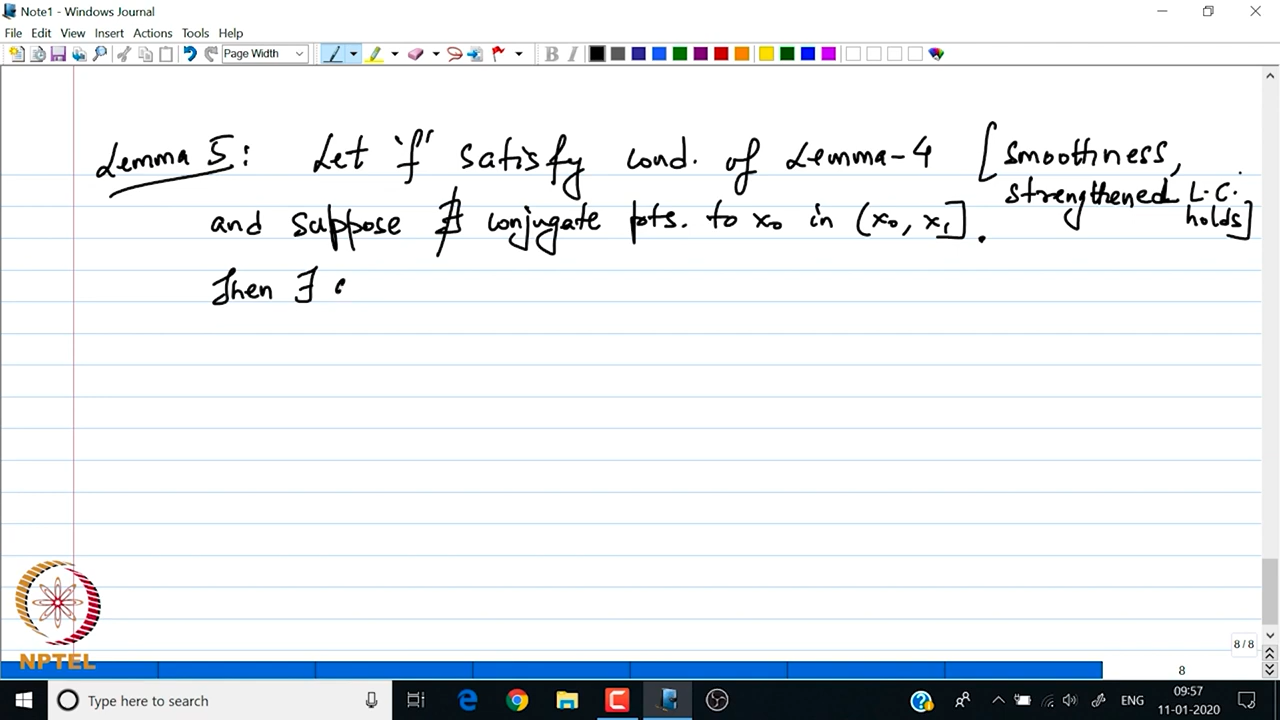 Note1 - Windows Journal
File Edit View Insert Actions Tools Help
Page Width
B I
Lemma 5: Let 'f' satisfy cond. of Lemma-4 [smoothness,
strengthened L.C.
holds]
and suppose ∄ conjugate pts. to x₀ in (x₀, x₁].
Then ∃
8/8
NPTEL
8
Type here to search
ENG
09:57
11-01-2020